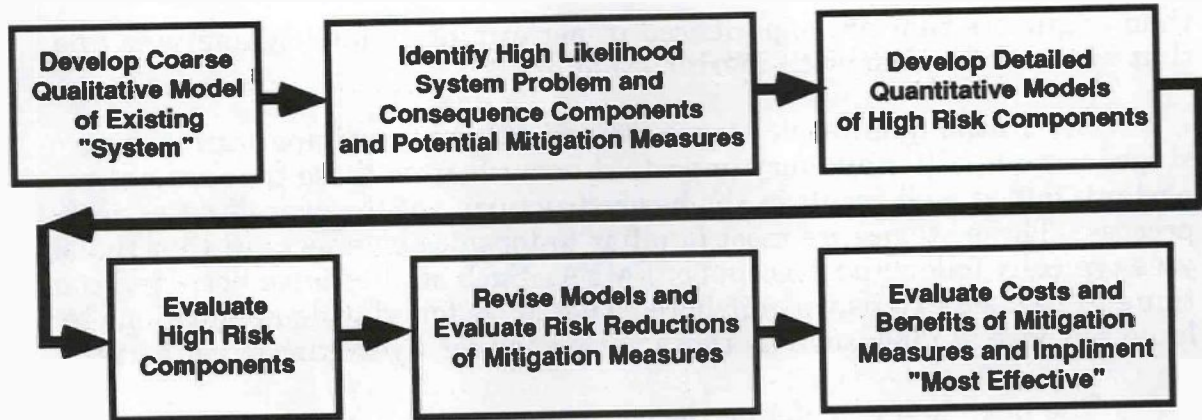 Develop Coarse
Qualitative Model
of Existing
"System"
Identify High Likelihood
System Problem and
Consequence Components
and Potential Mitigation Measures
Develop Detailed
Quantitative Models
of High Risk Components
Evaluate
High Risk
Components
Revise Models and
Evaluate Risk Reductions
of Mitigation Measures
Evaluate Costs and
Benefits of Mitigation
Measures and Impliment
"Most Effective"